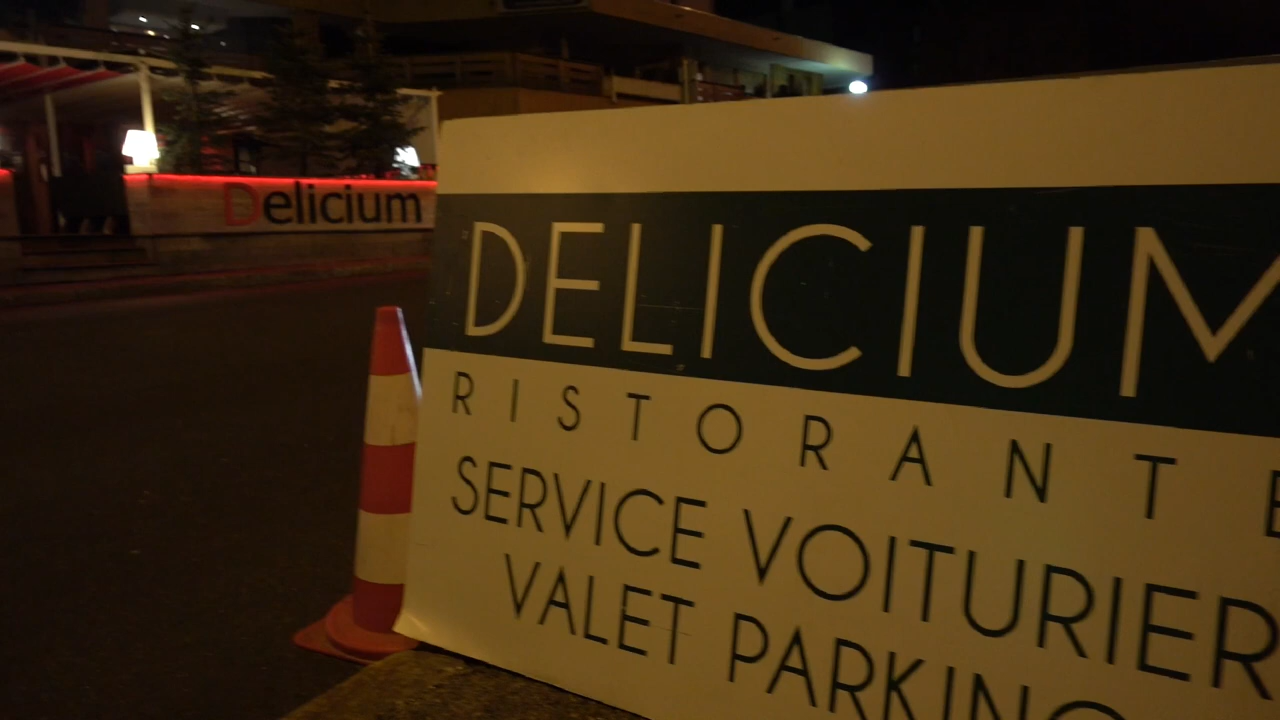 Delicium
DELICIUM
RISTORANTE
SERVICE VOITURIER
VALET PARKING